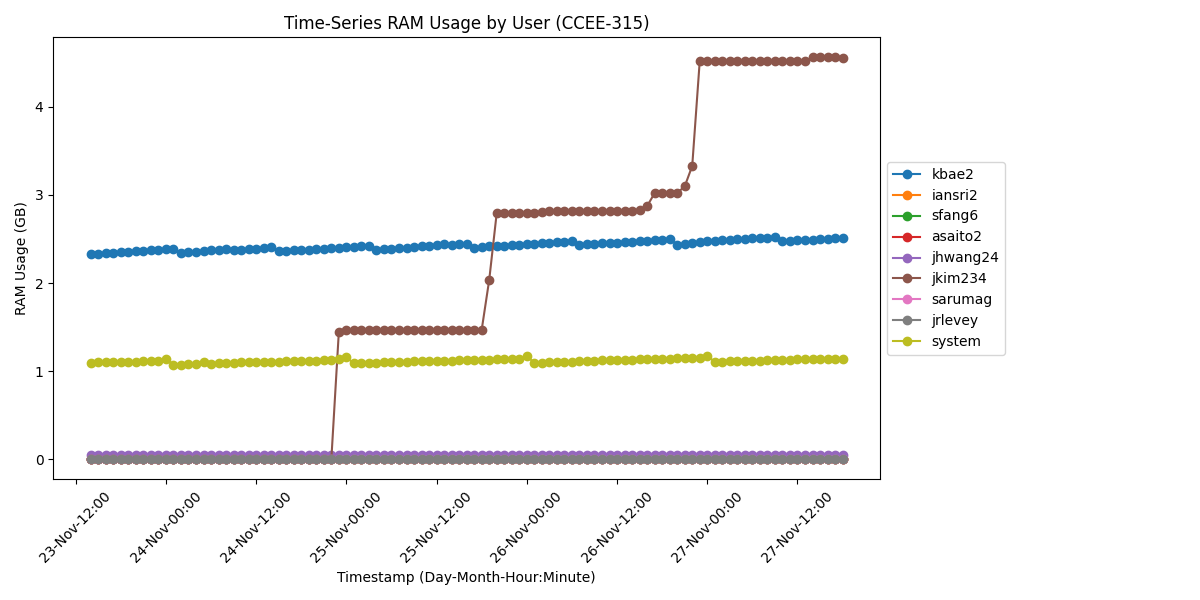 Time-Series RAM Usage by User (CCEE-315)
RAM Usage (GB)
4
3
2
1
0
23-Nov-12:00
24-Nov-00:00
24-Nov-12:00
25-Nov-00:00
25-Nov-12:00
26-Nov-00:00
26-Nov-12:00
27-Nov-00:00
27-Nov-12:00
Timestamp (Day-Month-Hour:Minute)
kbae2
iansri2
sfang6
asaito2
jhwang24
jkim234
sarumag
jrlevey
system